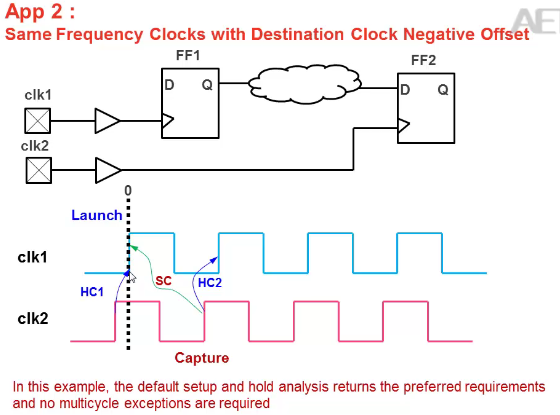 App 2 :
Same Frequency Clocks with Destination Clock Negative Offset
FF1
FF2
D
Q
D
Q
clk1
clk2
0
Launch
clk1
SC
HC2
HC1
clk2
Capture
In this example, the default setup and hold analysis returns the preferred requirements
and no multicycle exceptions are required